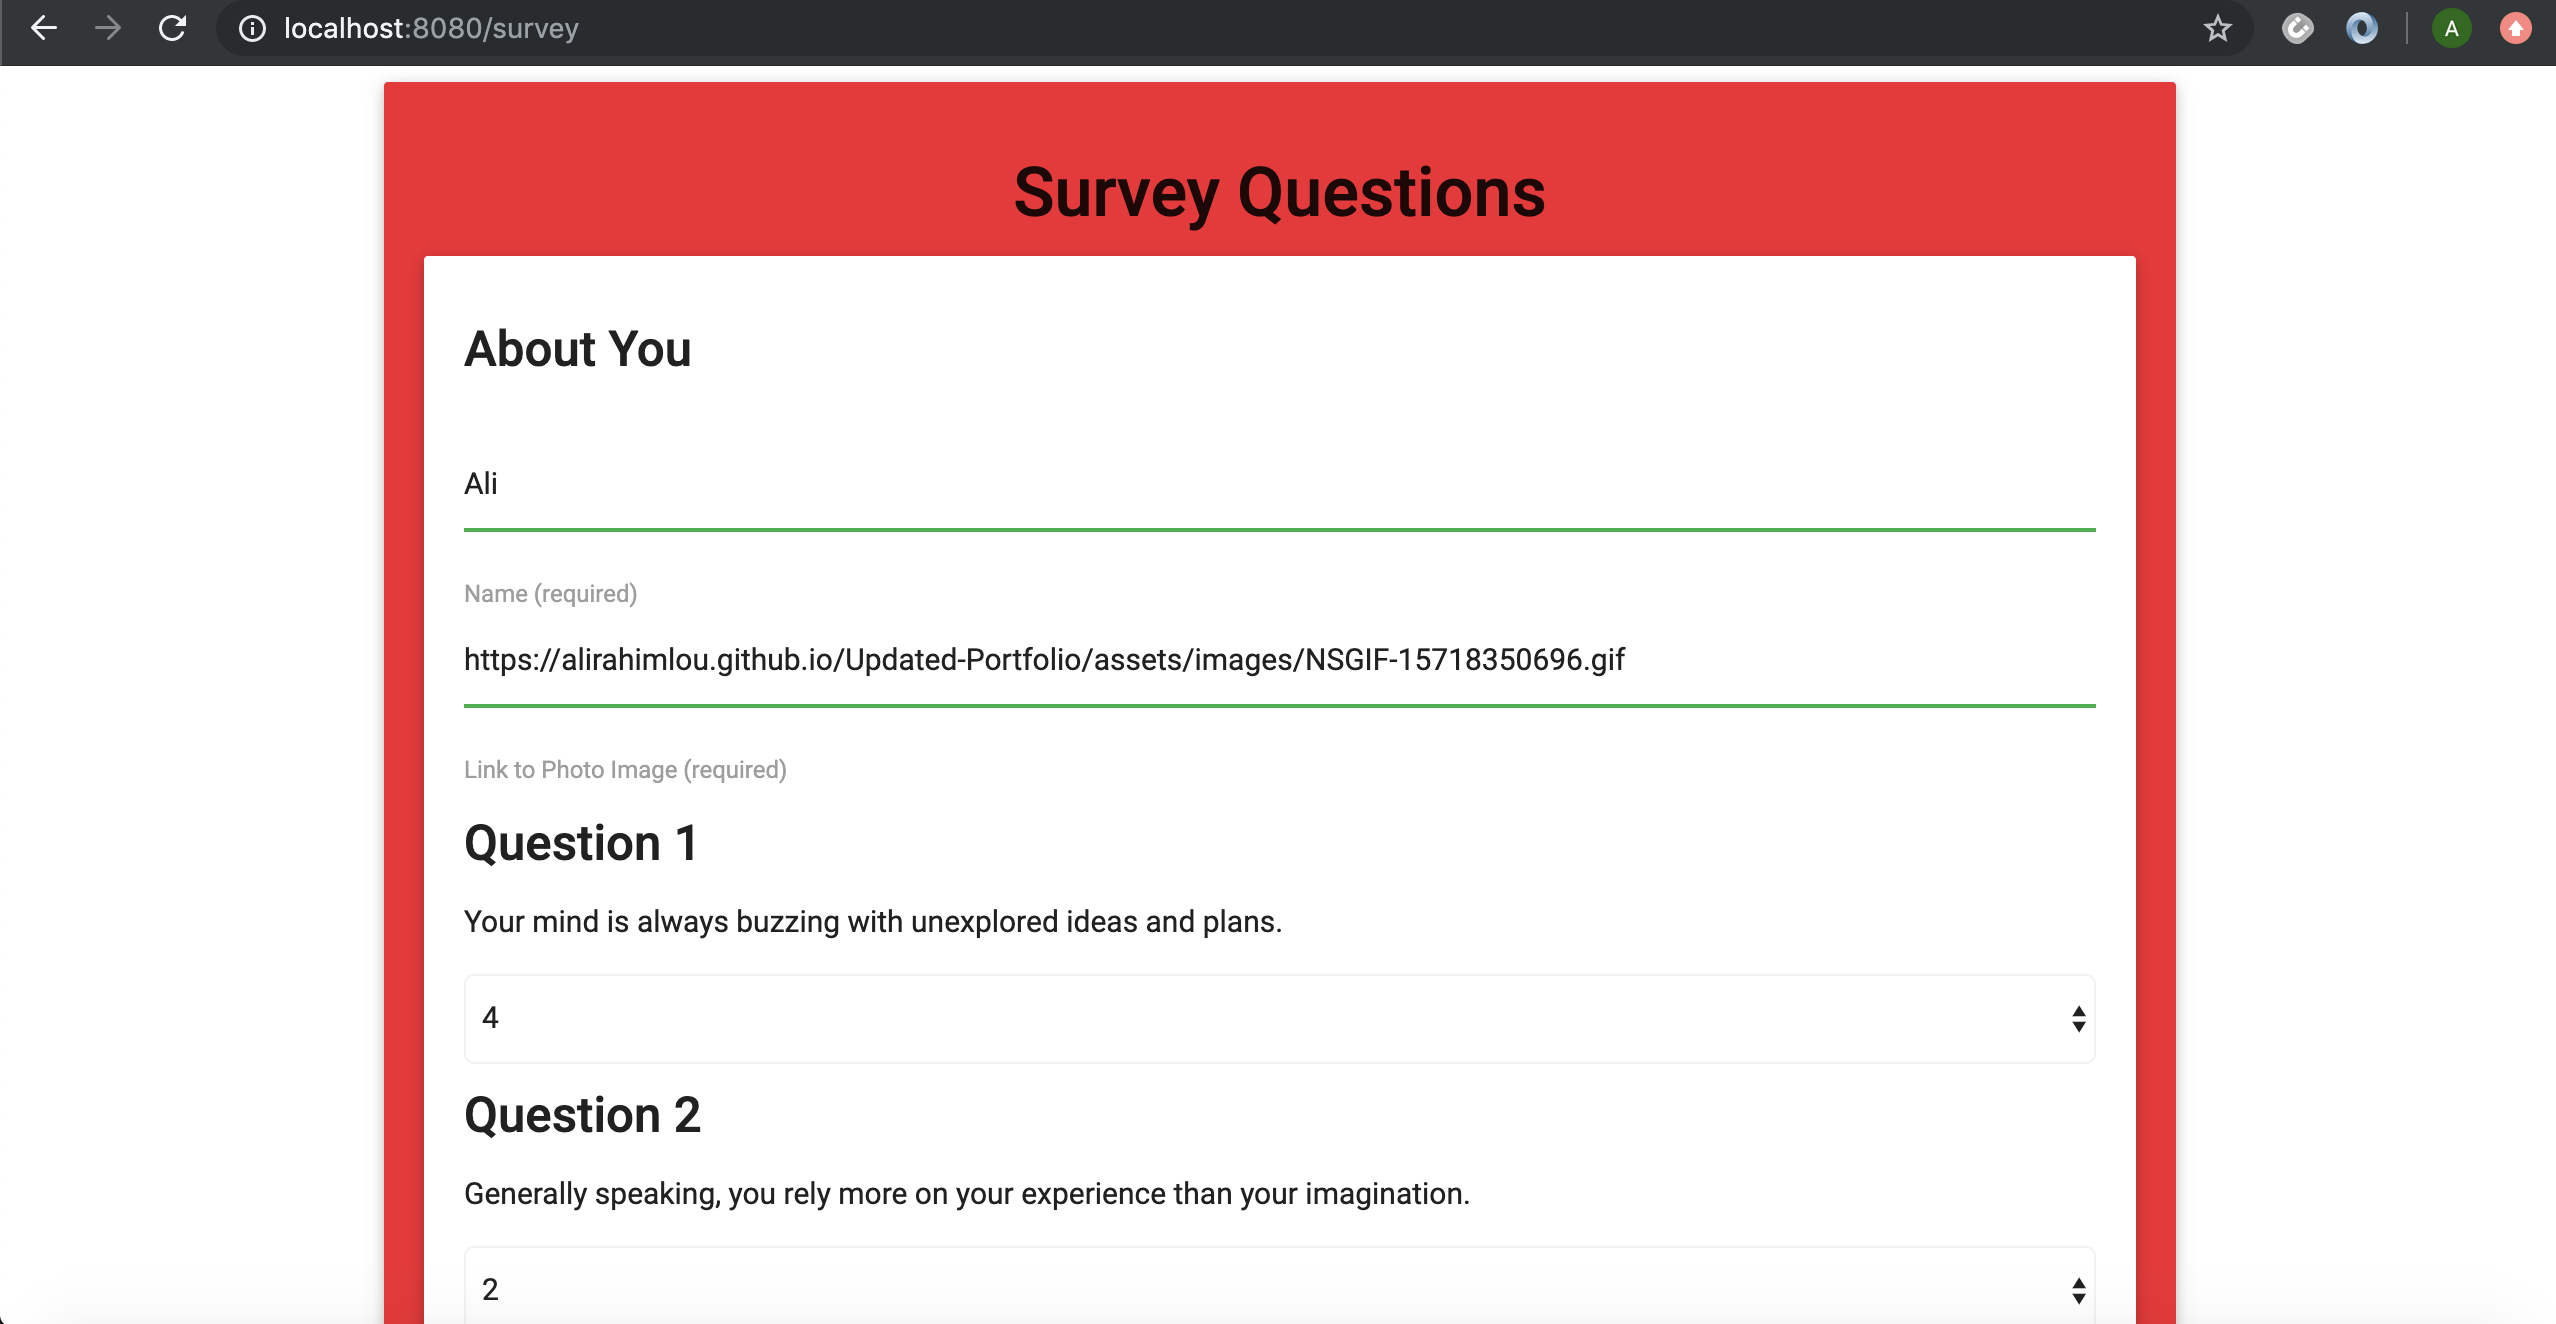 localhost:8080/survey
A
Survey Questions
About You
Ali
Name (required)
https://alirahimlou.github.io/Updated-Portfolio/assets/images/NSGIF-15718350696.gif
Link to Photo Image (required)
Question 1
Your mind is always buzzing with unexplored ideas and plans.
4
Question 2
Generally speaking, you rely more on your experience than your imagination.
2